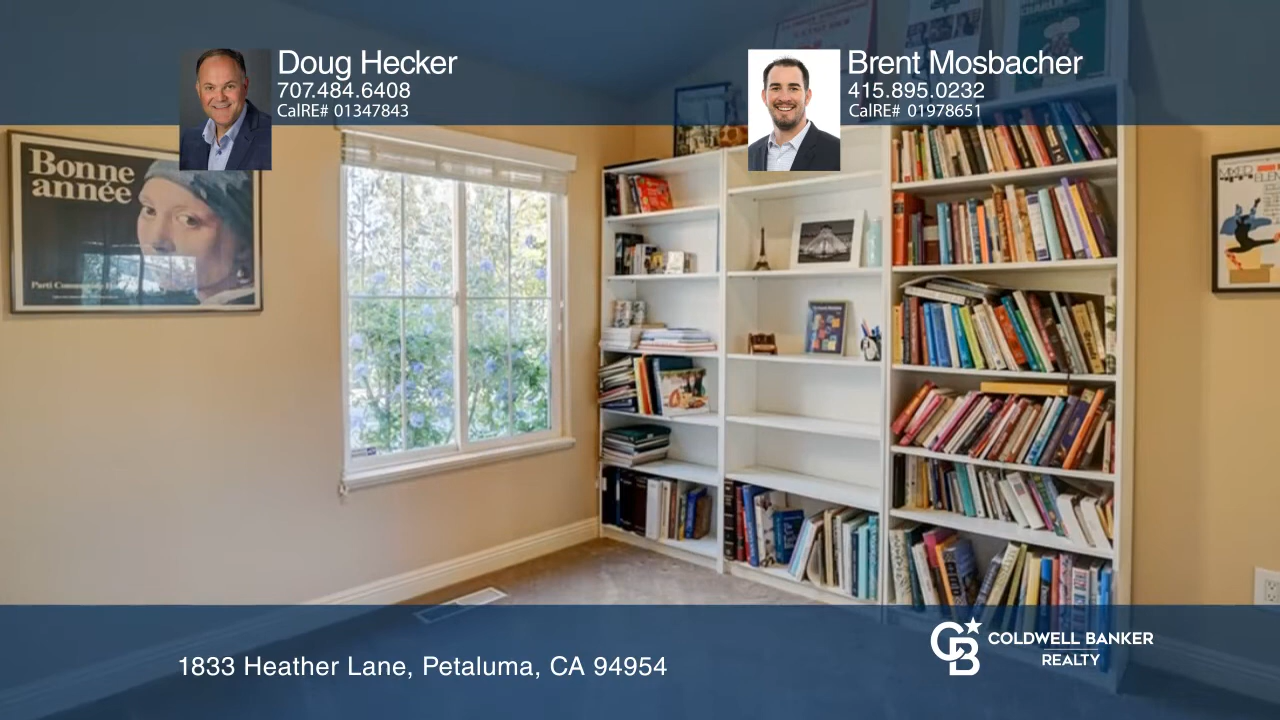 Doug Hecker
707.484.6408
CalRE# 01347843
Brent Mosbacher
415.895.0232
CalRE# 01978651
Bonne
année
1833 Heather Lane, Petaluma, CA 94954
CB
COLDWELL BANKER
REALTY